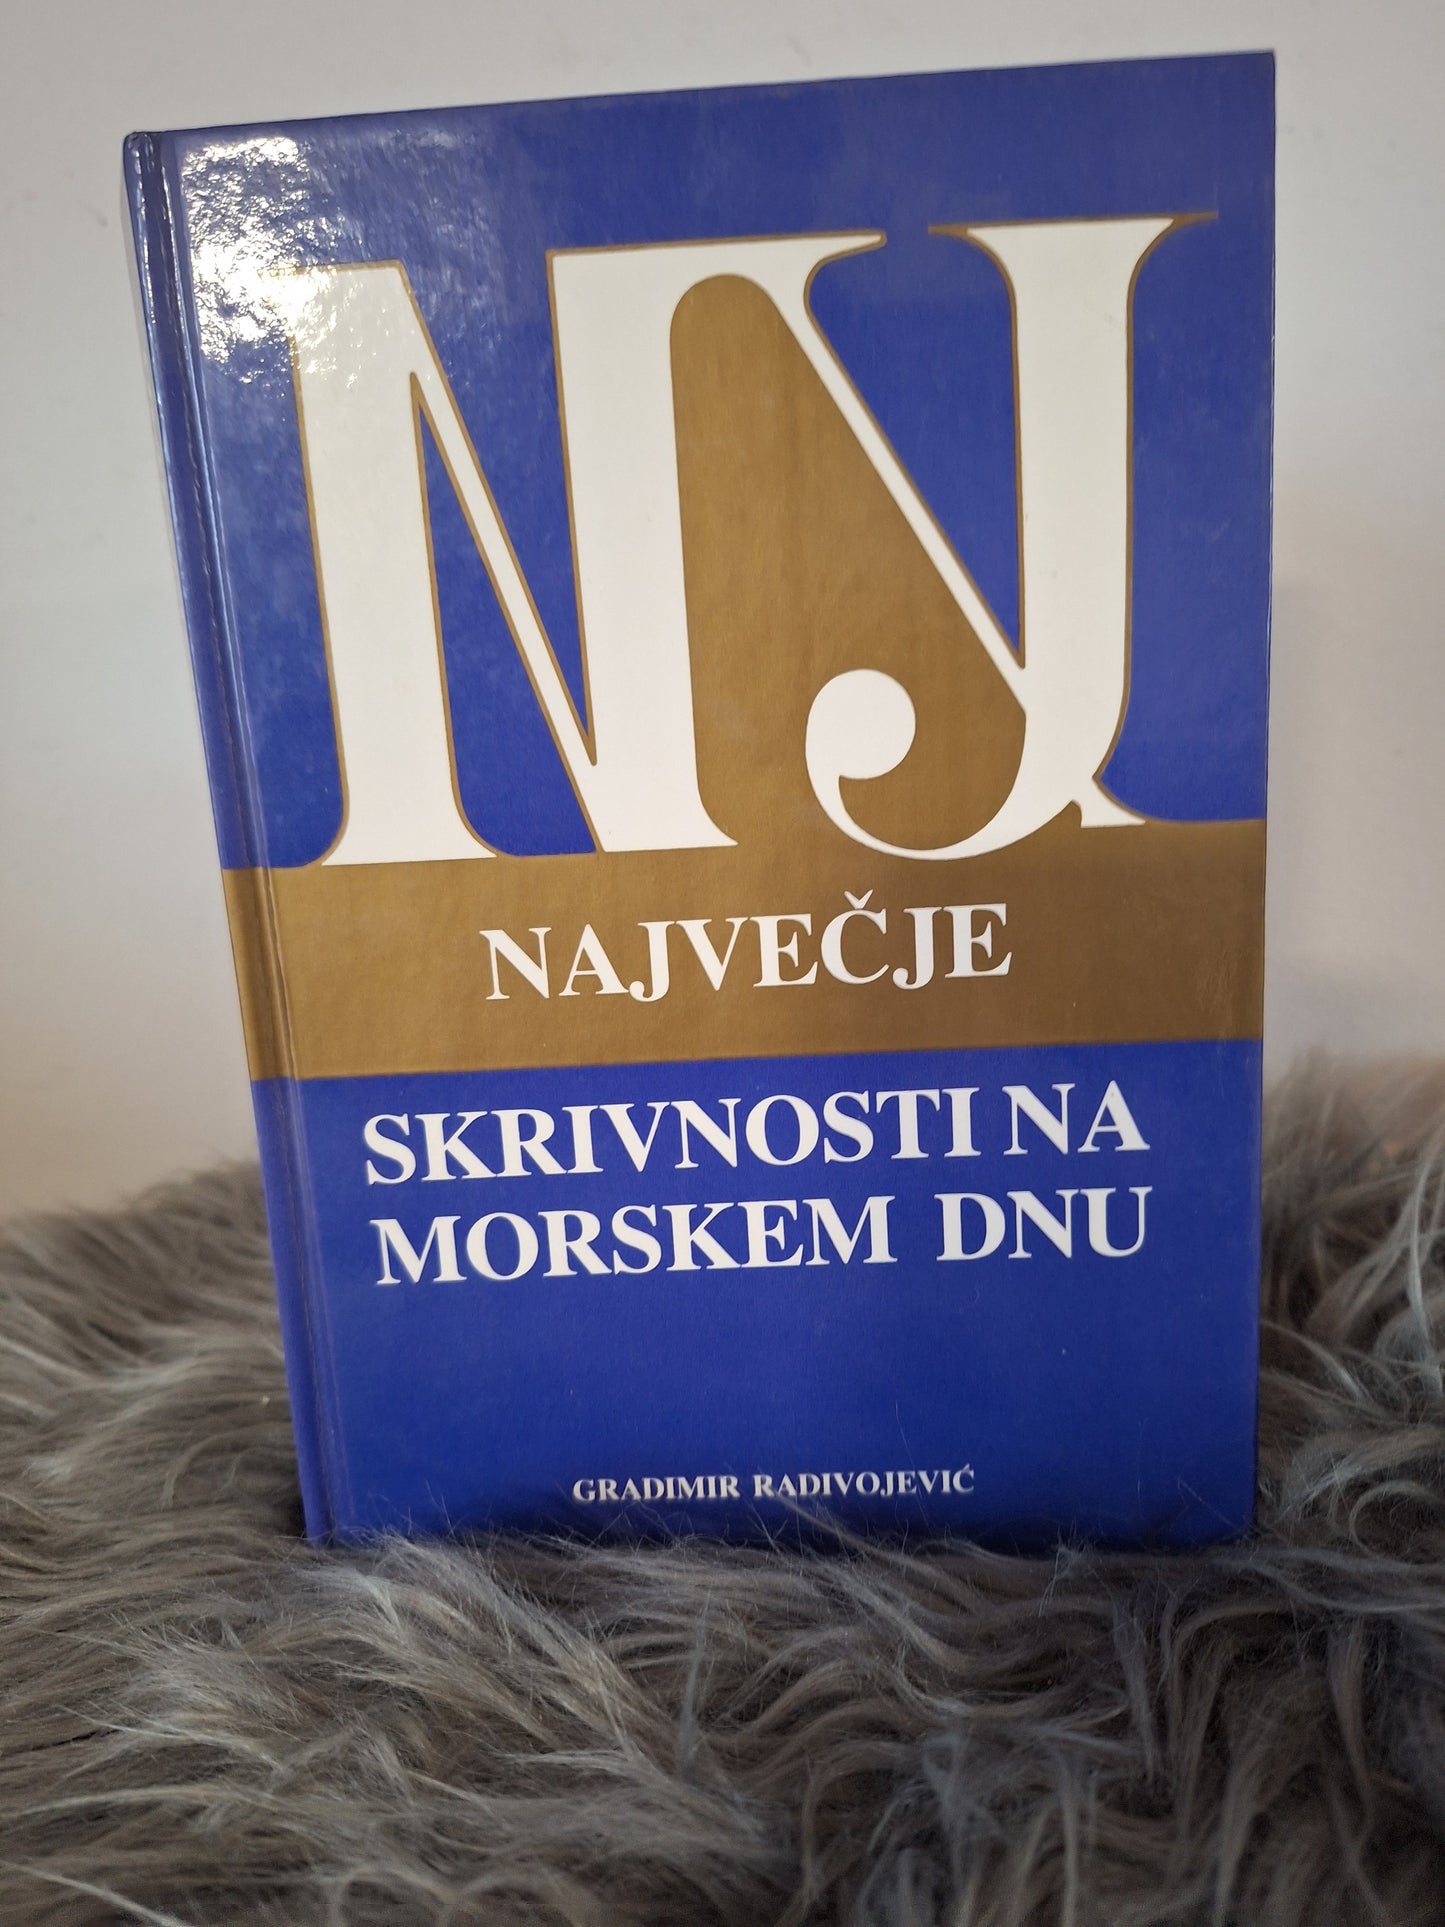 NJ
NAJVEČJE
SKRIVNOSTI NA
MORSKEM DNU
GRADIMIR RADIVOJEVIĆ